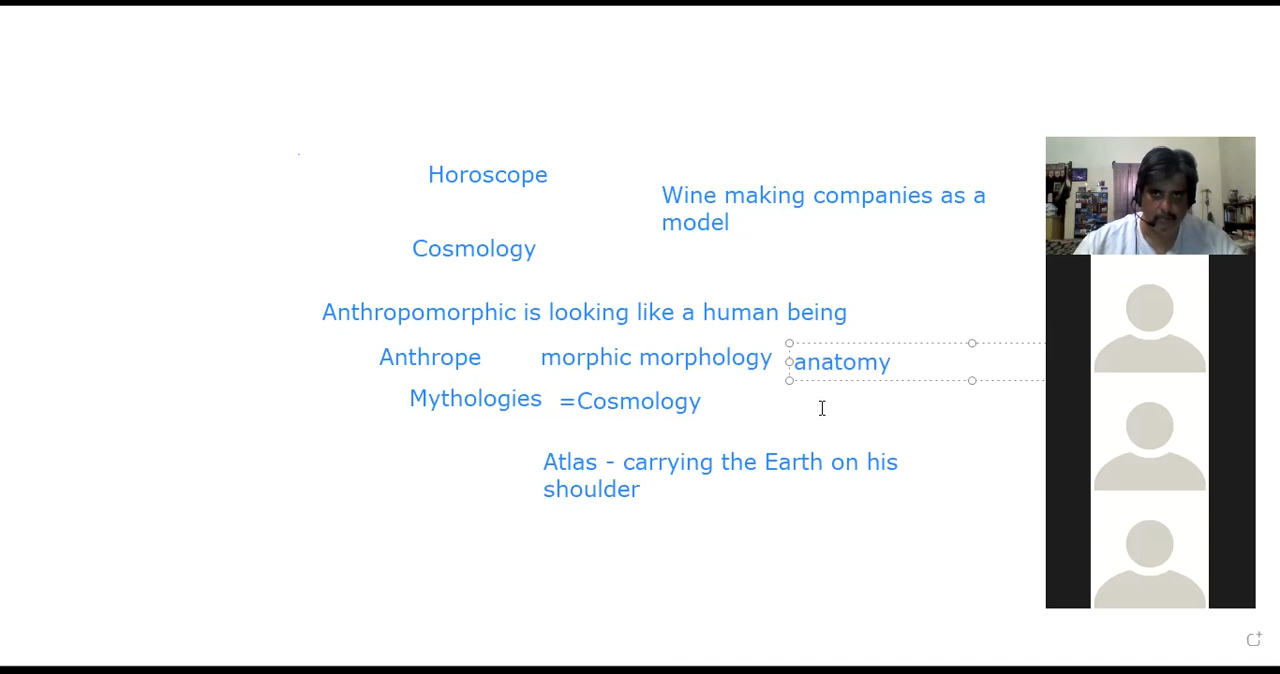 Horoscope
Wine making companies as a
model
Cosmology
Anthropomorphic is looking like a human being
Anthrope morphic morphology anatomy
Mythologies =Cosmology
Atlas - carrying the Earth on his
shoulder